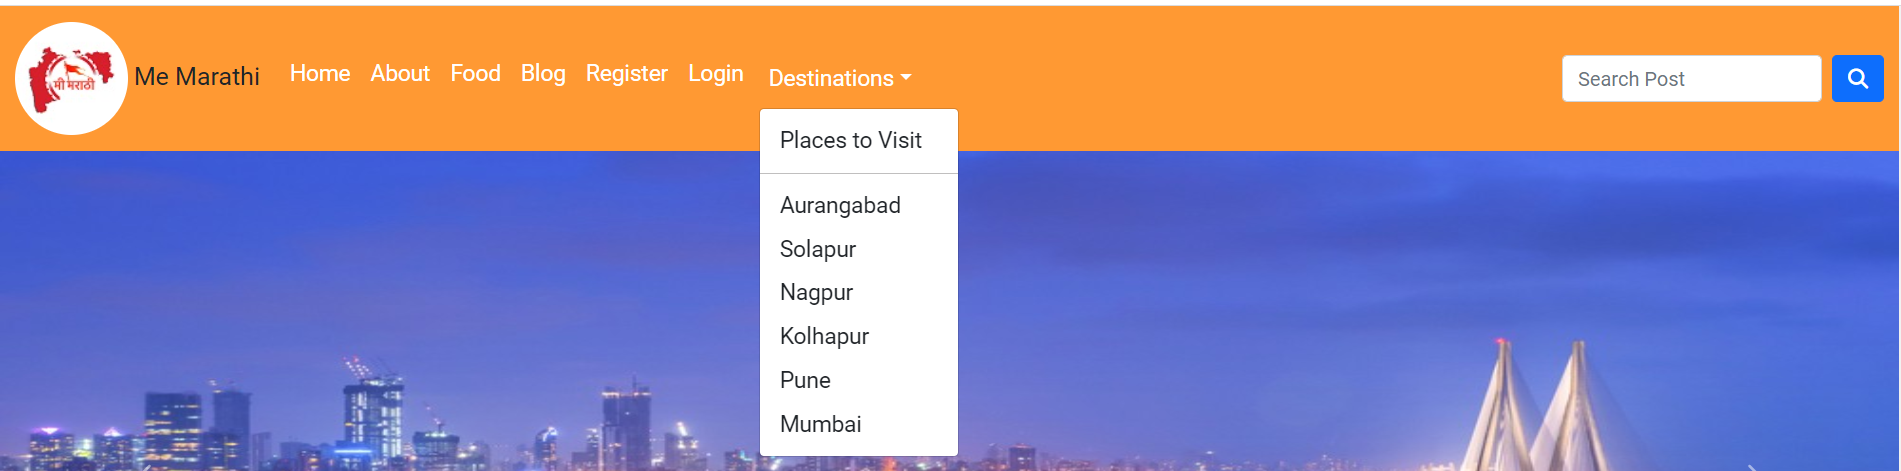 मी मराठी
Me Marathi Home About Food Blog Register Login Destinations Search Post
Places to Visit
Aurangabad
Solapur
Nagpur
Kolhapur
Pune
Mumbai